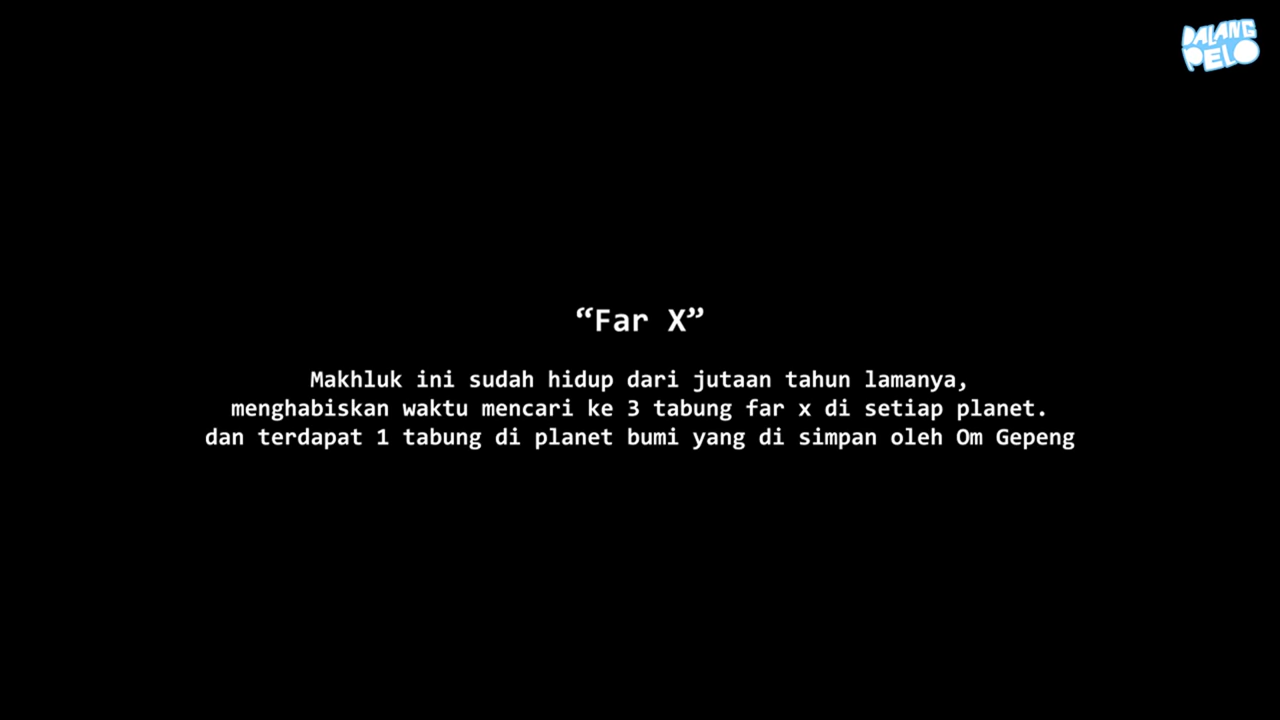 DALANG
PELO
“Far X”
Makhluk ini sudah hidup dari jutaan tahun lamanya,
menghabiskan waktu mencari ke 3 tabung far x di setiap planet.
dan terdapat 1 tabung di planet bumi yang di simpan oleh Om Gepeng